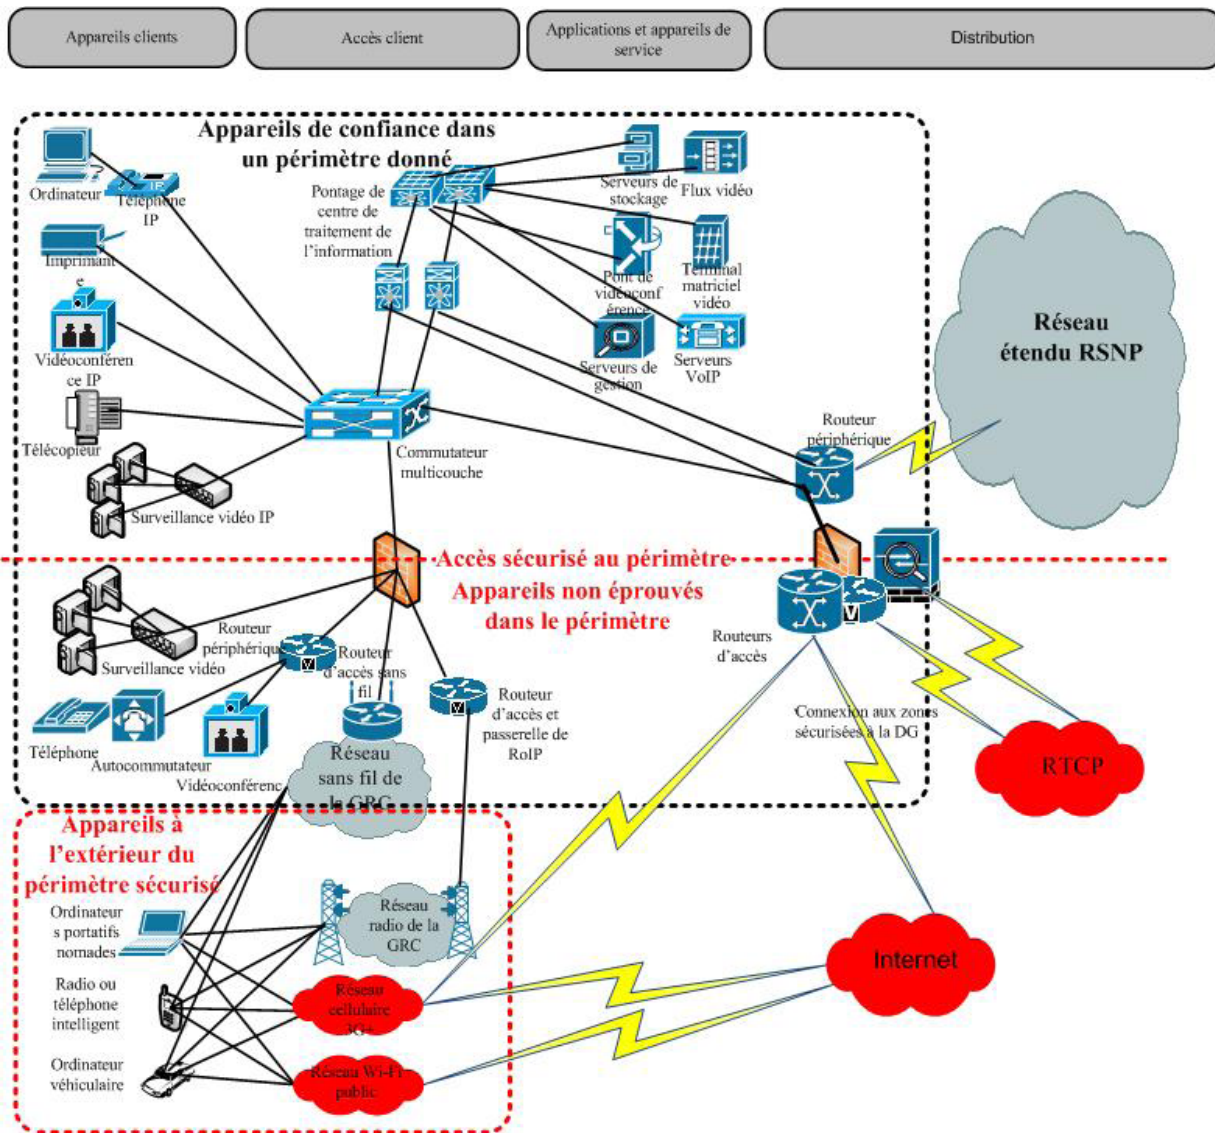 Appareils clients
Accès client
Applications et appareils de
service
Distribution
Appareils de confiance dans
un périmètre donné
Ordinateur
Téléphone
IP
Imprimant
e
Vidéoconféren
ce IP
Télécopieur
Surveillance vidéo IP
Pontage de
centre de
traitement de
l'information
Serveurs de
stockage
Flux vidéo
Pont de
vidéoconf
érence
Terminal
matriciel
vidéo
Serveurs de
gestion
Serveurs
VoIP
Commutateur
multicouche
Routeur
périphérique
Réseau
étendu RSNP
Accès sécurisé au périmètre
Appareils non éprouvés
dans le périmètre
Surveillance vidéo
Routeur
périphérique
V
Routeur
d'accès sans
fil
V
Routeur
d'accès et
passerelle de
RoIP
Téléphone
Autocommutateur
Vidéoconférenc
Réseau
sans fil de
la GRC
V
Routeurs
d'accès
Connexion aux zones
sécurisées à la DG
RTCP
Appareils à
l'extérieur du
périmètre sécurisé
Ordinateur
s portatifs
nomades
Réseau
radio de la
GRC
Radio ou
téléphone
intelligent
Réseau
cellulaire
3G+
Ordinateur
véhiculaire
Réseau Wi-Fi
public
Internet